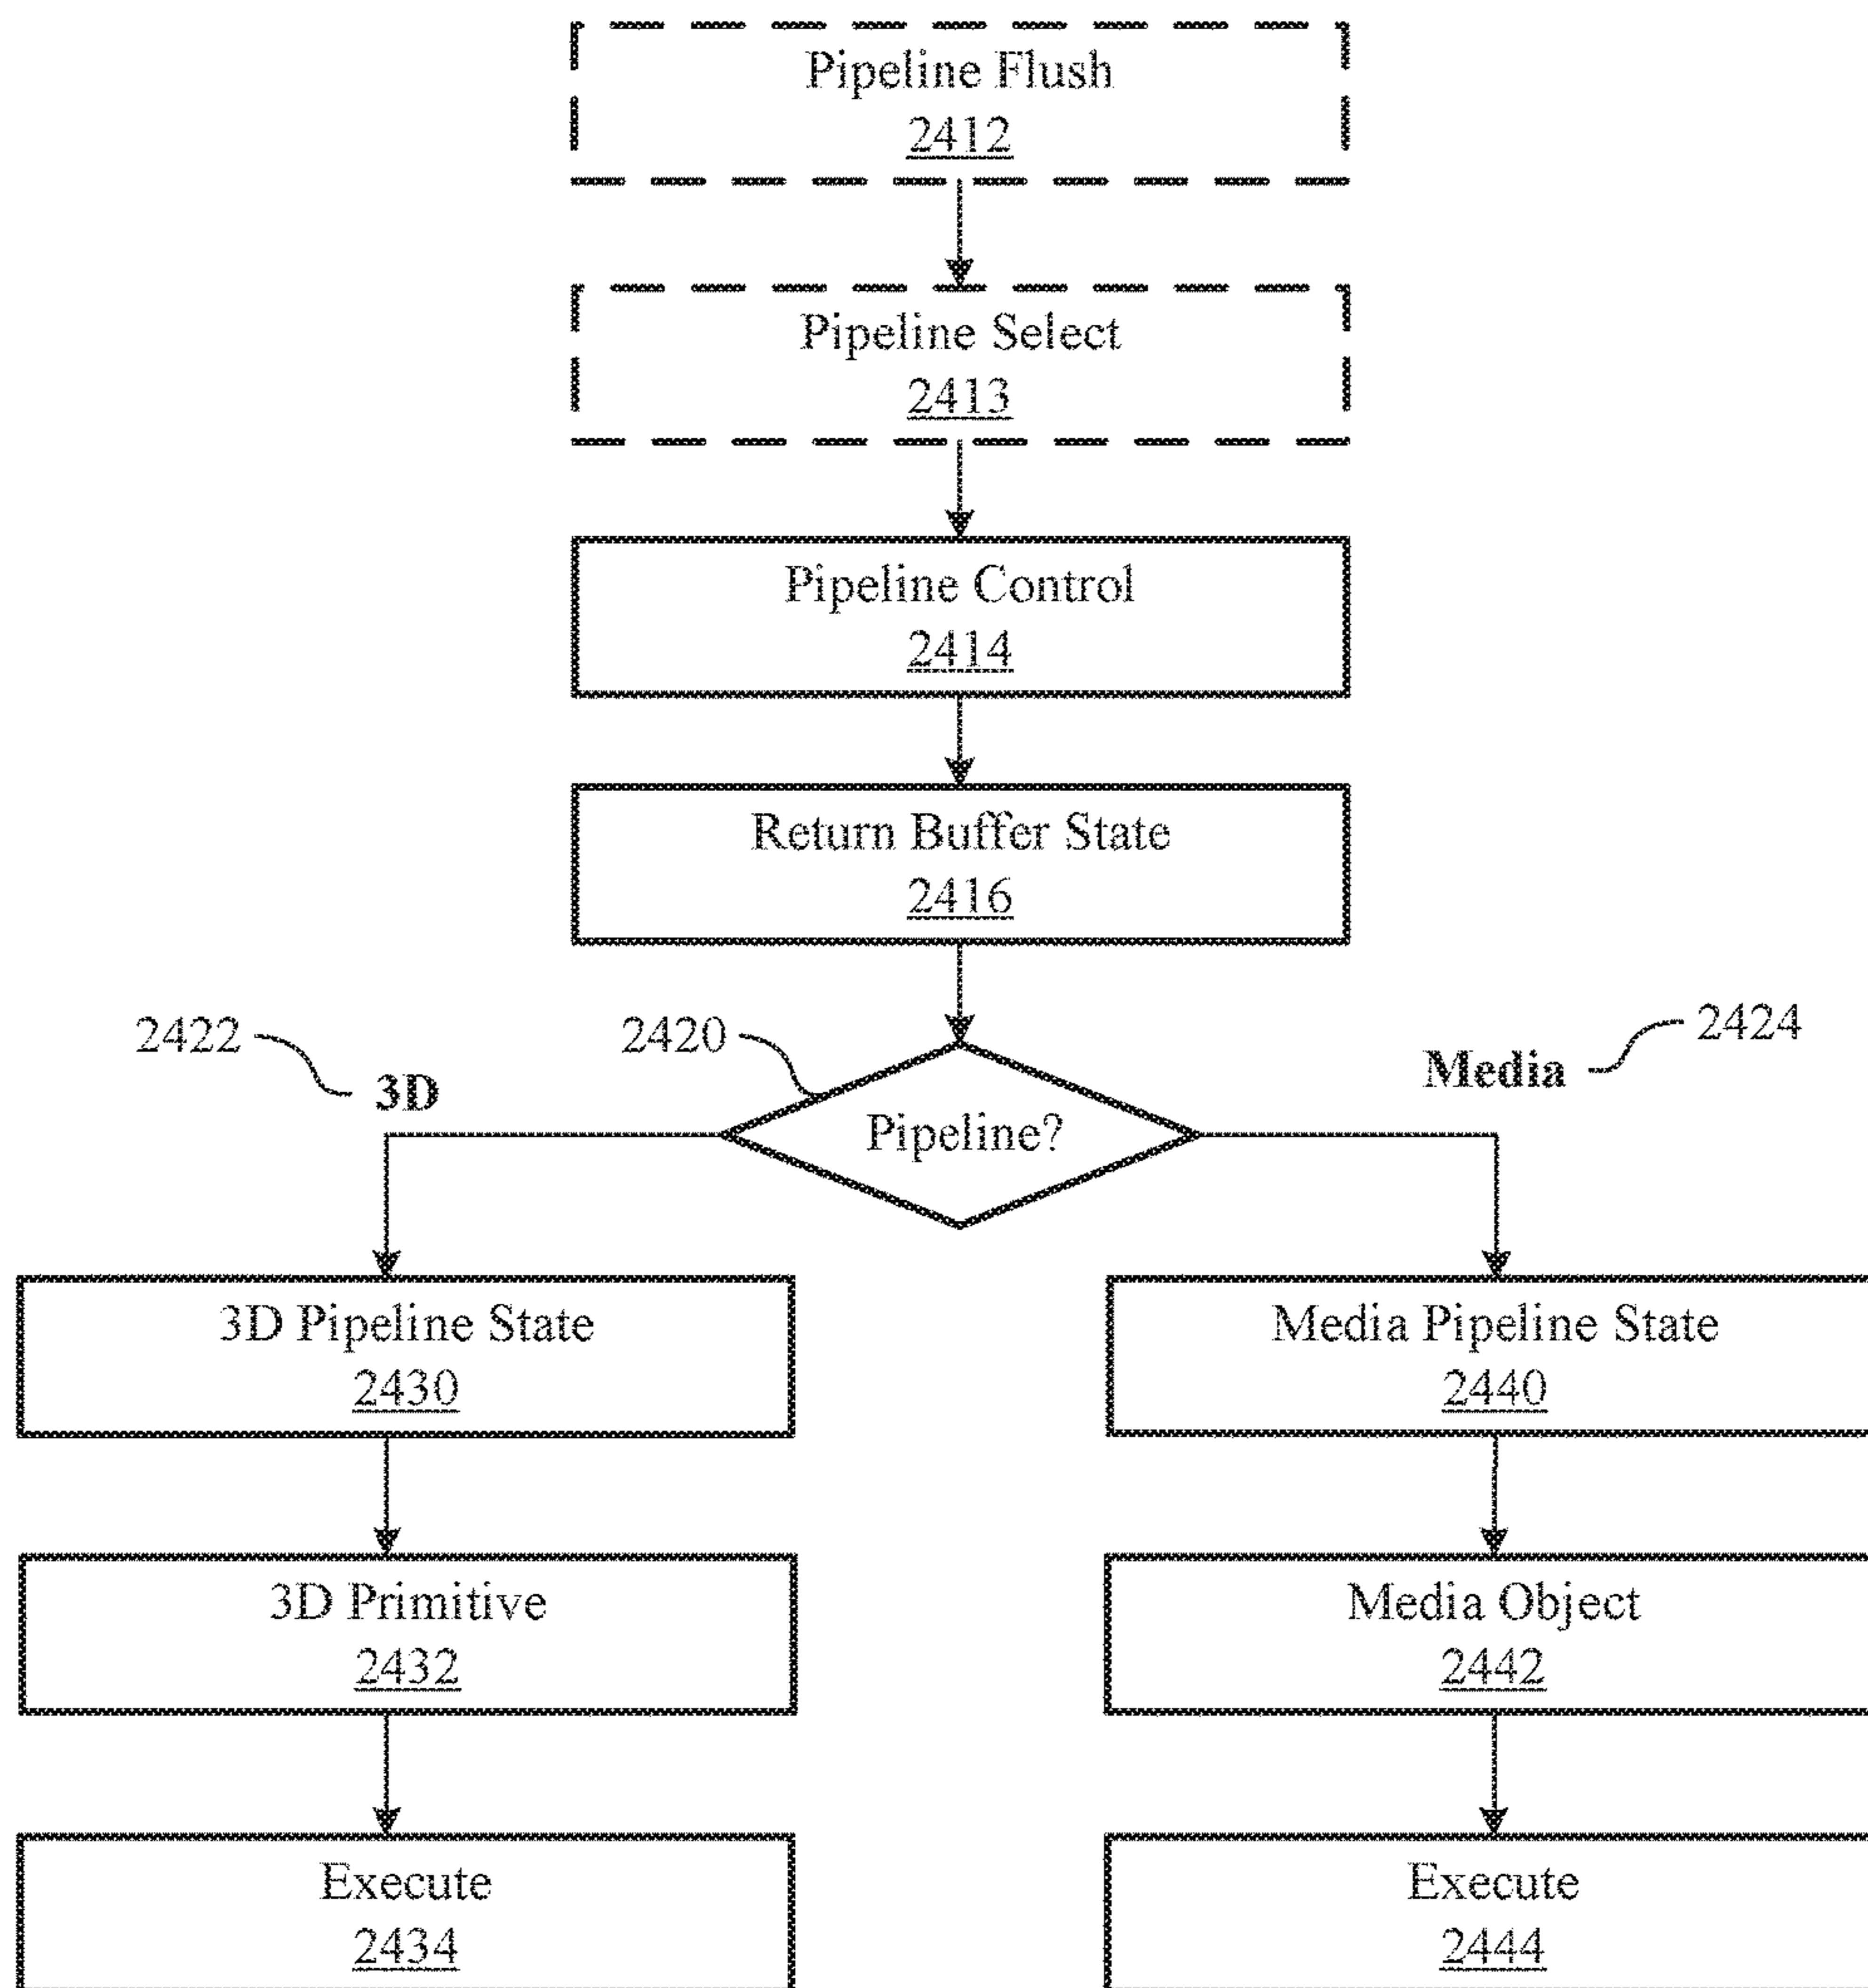 Pipeline Flush
2412
Pipeline Select
2413
Pipeline Control
2414
Return Buffer State
2416
2422
2420
2424
3D
Media
Pipeline?
3D Pipeline State
2430
Media Pipeline State
2440
3D Primitive
2432
Media Object
2442
Execute
2434
Execute
2444